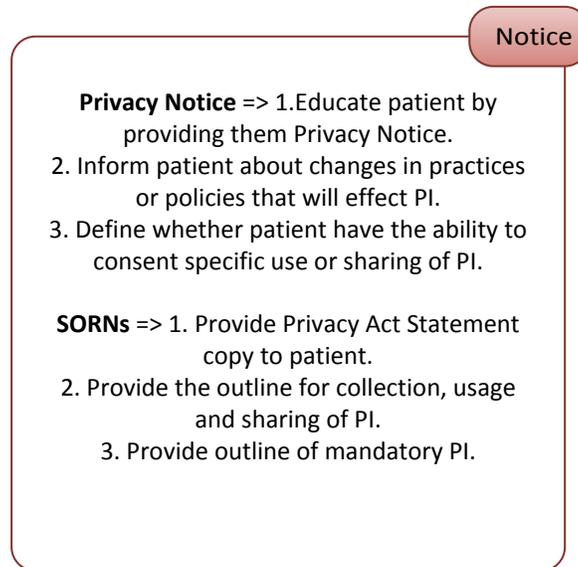 Notice
Privacy Notice => 1.Educate patient by
providing them Privacy Notice.
2. Inform patient about changes in practices
or policies that will effect PI.
3. Define whether patient have the ability to
consent specific use or sharing of PI.
SORNs => 1. Provide Privacy Act Statement
copy to patient.
2. Provide the outline for collection, usage
and sharing of PI.
3. Provide outline of mandatory PI.